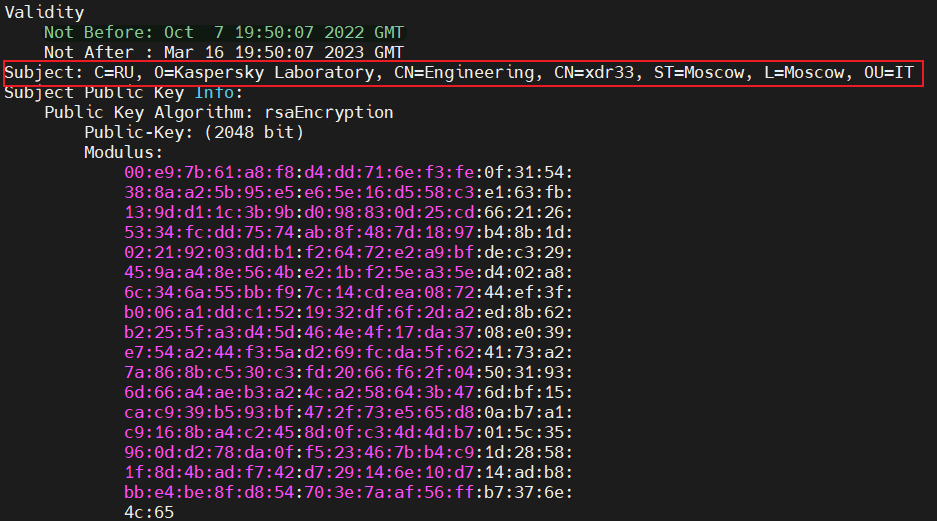 Validity
Not Before: Oct  7 19:50:07 2022 GMT
Not After : Mar 16 19:50:07 2023 GMT
Subject: C=RU, O=Kaspersky Laboratory, CN=Engineering, CN=xdr33, ST=Moscow, L=Moscow, OU=IT
Subject Public Key Info:
Public Key Algorithm: rsaEncryption
Public-Key: (2048 bit)
Modulus:
00:e9:7b:61:a8:f8:d4:dd:71:6e:f3:fe:0f:31:54:
38:8a:a2:5b:95:e5:e6:5e:16:d5:58:c3:e1:63:fb:
13:9d:d1:1c:3b:9b:d0:98:83:0d:25:cd:66:21:26:
53:34:fc:dd:75:74:ab:8f:48:7d:18:97:b4:8b:1d:
02:21:92:03:dd:b1:f2:64:72:e2:a9:bf:de:c3:29:
45:9a:a4:8e:56:4b:e2:1b:f2:5e:a3:5e:d4:02:a8:
6c:34:6a:55:bb:f9:7c:14:cd:ea:08:72:44:ef:3f:
b0:06:a1:dd:c1:52:19:32:df:6f:2d:a2:ed:8b:62:
b2:25:5f:a3:d4:5d:46:4e:4f:17:da:37:08:e0:39:
e7:54:a2:44:f3:5a:d2:69:fc:da:5f:62:41:73:a2:
7a:86:8b:c5:30:c3:fd:20:66:f6:2f:04:50:31:93:
6d:66:a4:ae:b3:a2:4c:a2:58:64:3b:47:6d:bf:15:
ca:c9:39:b5:93:bf:47:2f:73:e5:65:d8:0a:b7:a1:
c9:16:8b:a4:c2:45:8d:0f:c3:4d:4d:b7:01:5c:35:
96:0d:d2:78:da:0f:f5:23:46:7b:b4:c9:1d:28:58:
1f:8d:4b:ad:f7:42:d7:29:14:6e:10:d7:14:ad:b8:
bb:e4:be:8f:d8:54:70:3e:7a:af:56:ff:b7:37:6e:
4c:65